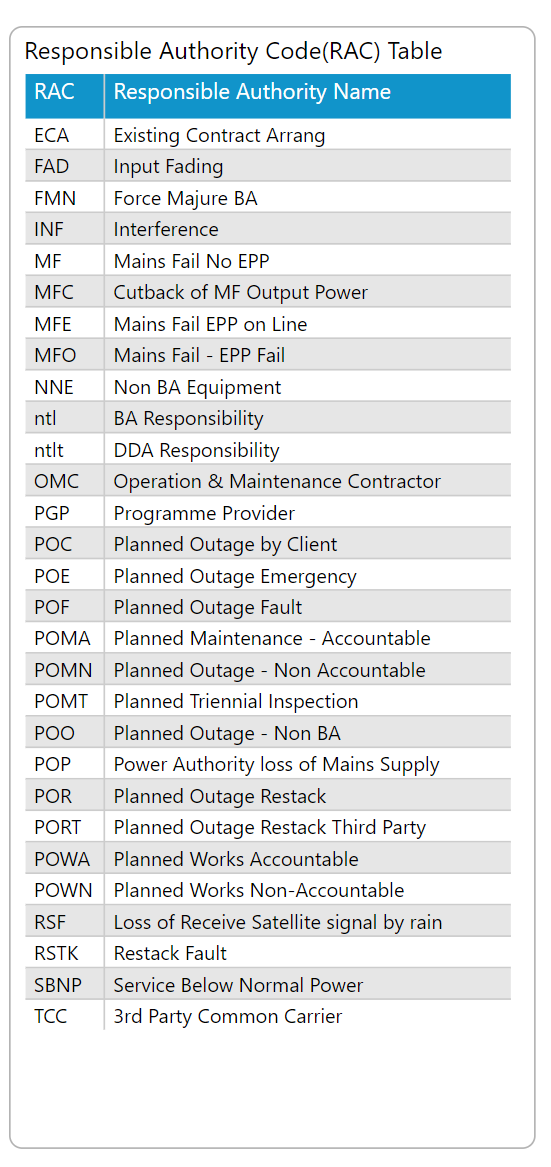 Responsible Authority Code(RAC) Table
RAC Responsible Authority Name
ECA Existing Contract Arrang
FAD Input Fading
FMN Force Majure BA
INF Interference
MF Mains Fail No EPP
MFC Cutback of MF Output Power
MFE Mains Fail EPP on Line
MFO Mains Fail - EPP Fail
NNE Non BA Equipment
ntl BA Responsibility
ntlt DDA Responsibility
OMC Operation & Maintenance Contractor
PGP Programme Provider
POC Planned Outage by Client
POE Planned Outage Emergency
POF Planned Outage Fault
POMA Planned Maintenance - Accountable
POMN Planned Outage - Non Accountable
POMT Planned Triennial Inspection
POO Planned Outage - Non BA
POP Power Authority loss of Mains Supply
POR Planned Outage Restack
PORT Planned Outage Restack Third Party
POWA Planned Works Accountable
POWN Planned Works Non-Accountable
RSF Loss of Receive Satellite signal by rain
RSTK Restack Fault
SBNP Service Below Normal Power
TCC 3rd Party Common Carrier